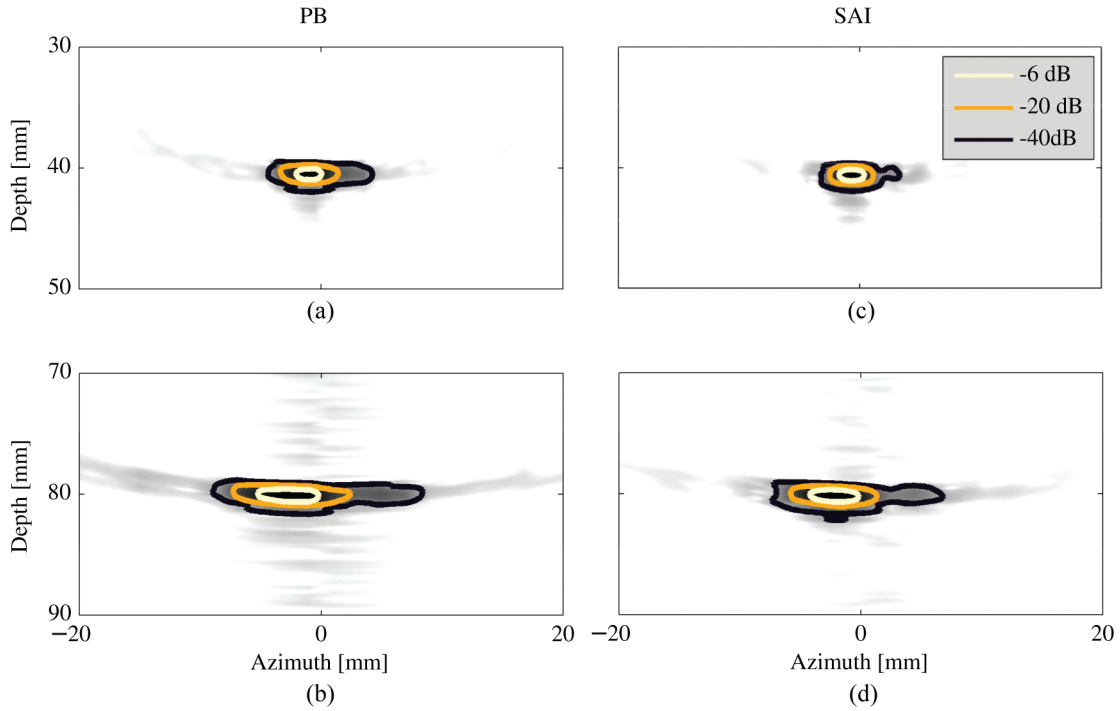 PB
SAI
30
40
50
Depth [mm]
-6 dB
-20 dB
-40dB
(a)
(c)
70
80
90
Depth [mm]
−20
0
20
−20
0
20
Azimuth [mm]
Azimuth [mm]
(b)
(d)